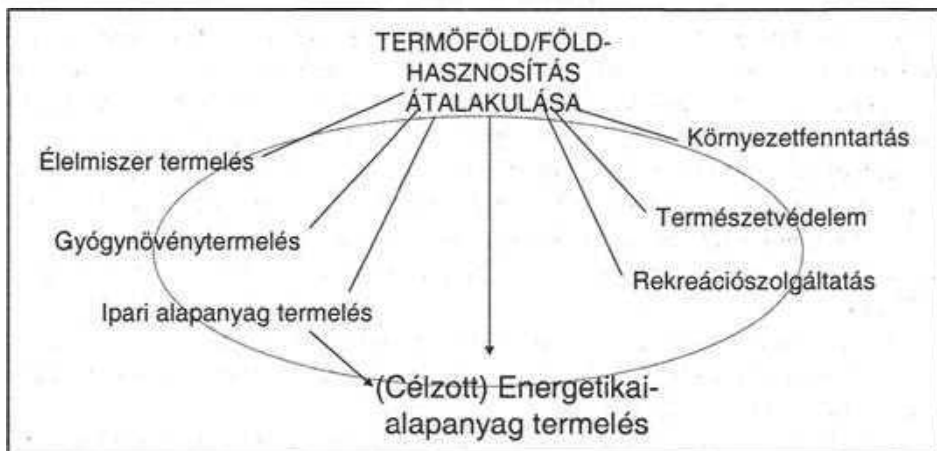 TERMŐFÖLD/FÖLD-
HASZNOSÍTÁS
ÁTALAKULÁSA
Élelmiszer termelés
Környezetfenntartás
Gyógynövénytermelés
Természetvédelem
Rekreációszolgáltatás
Ipari alapanyag termelés
(Célzott) Energetikai-
alapanyag termelés